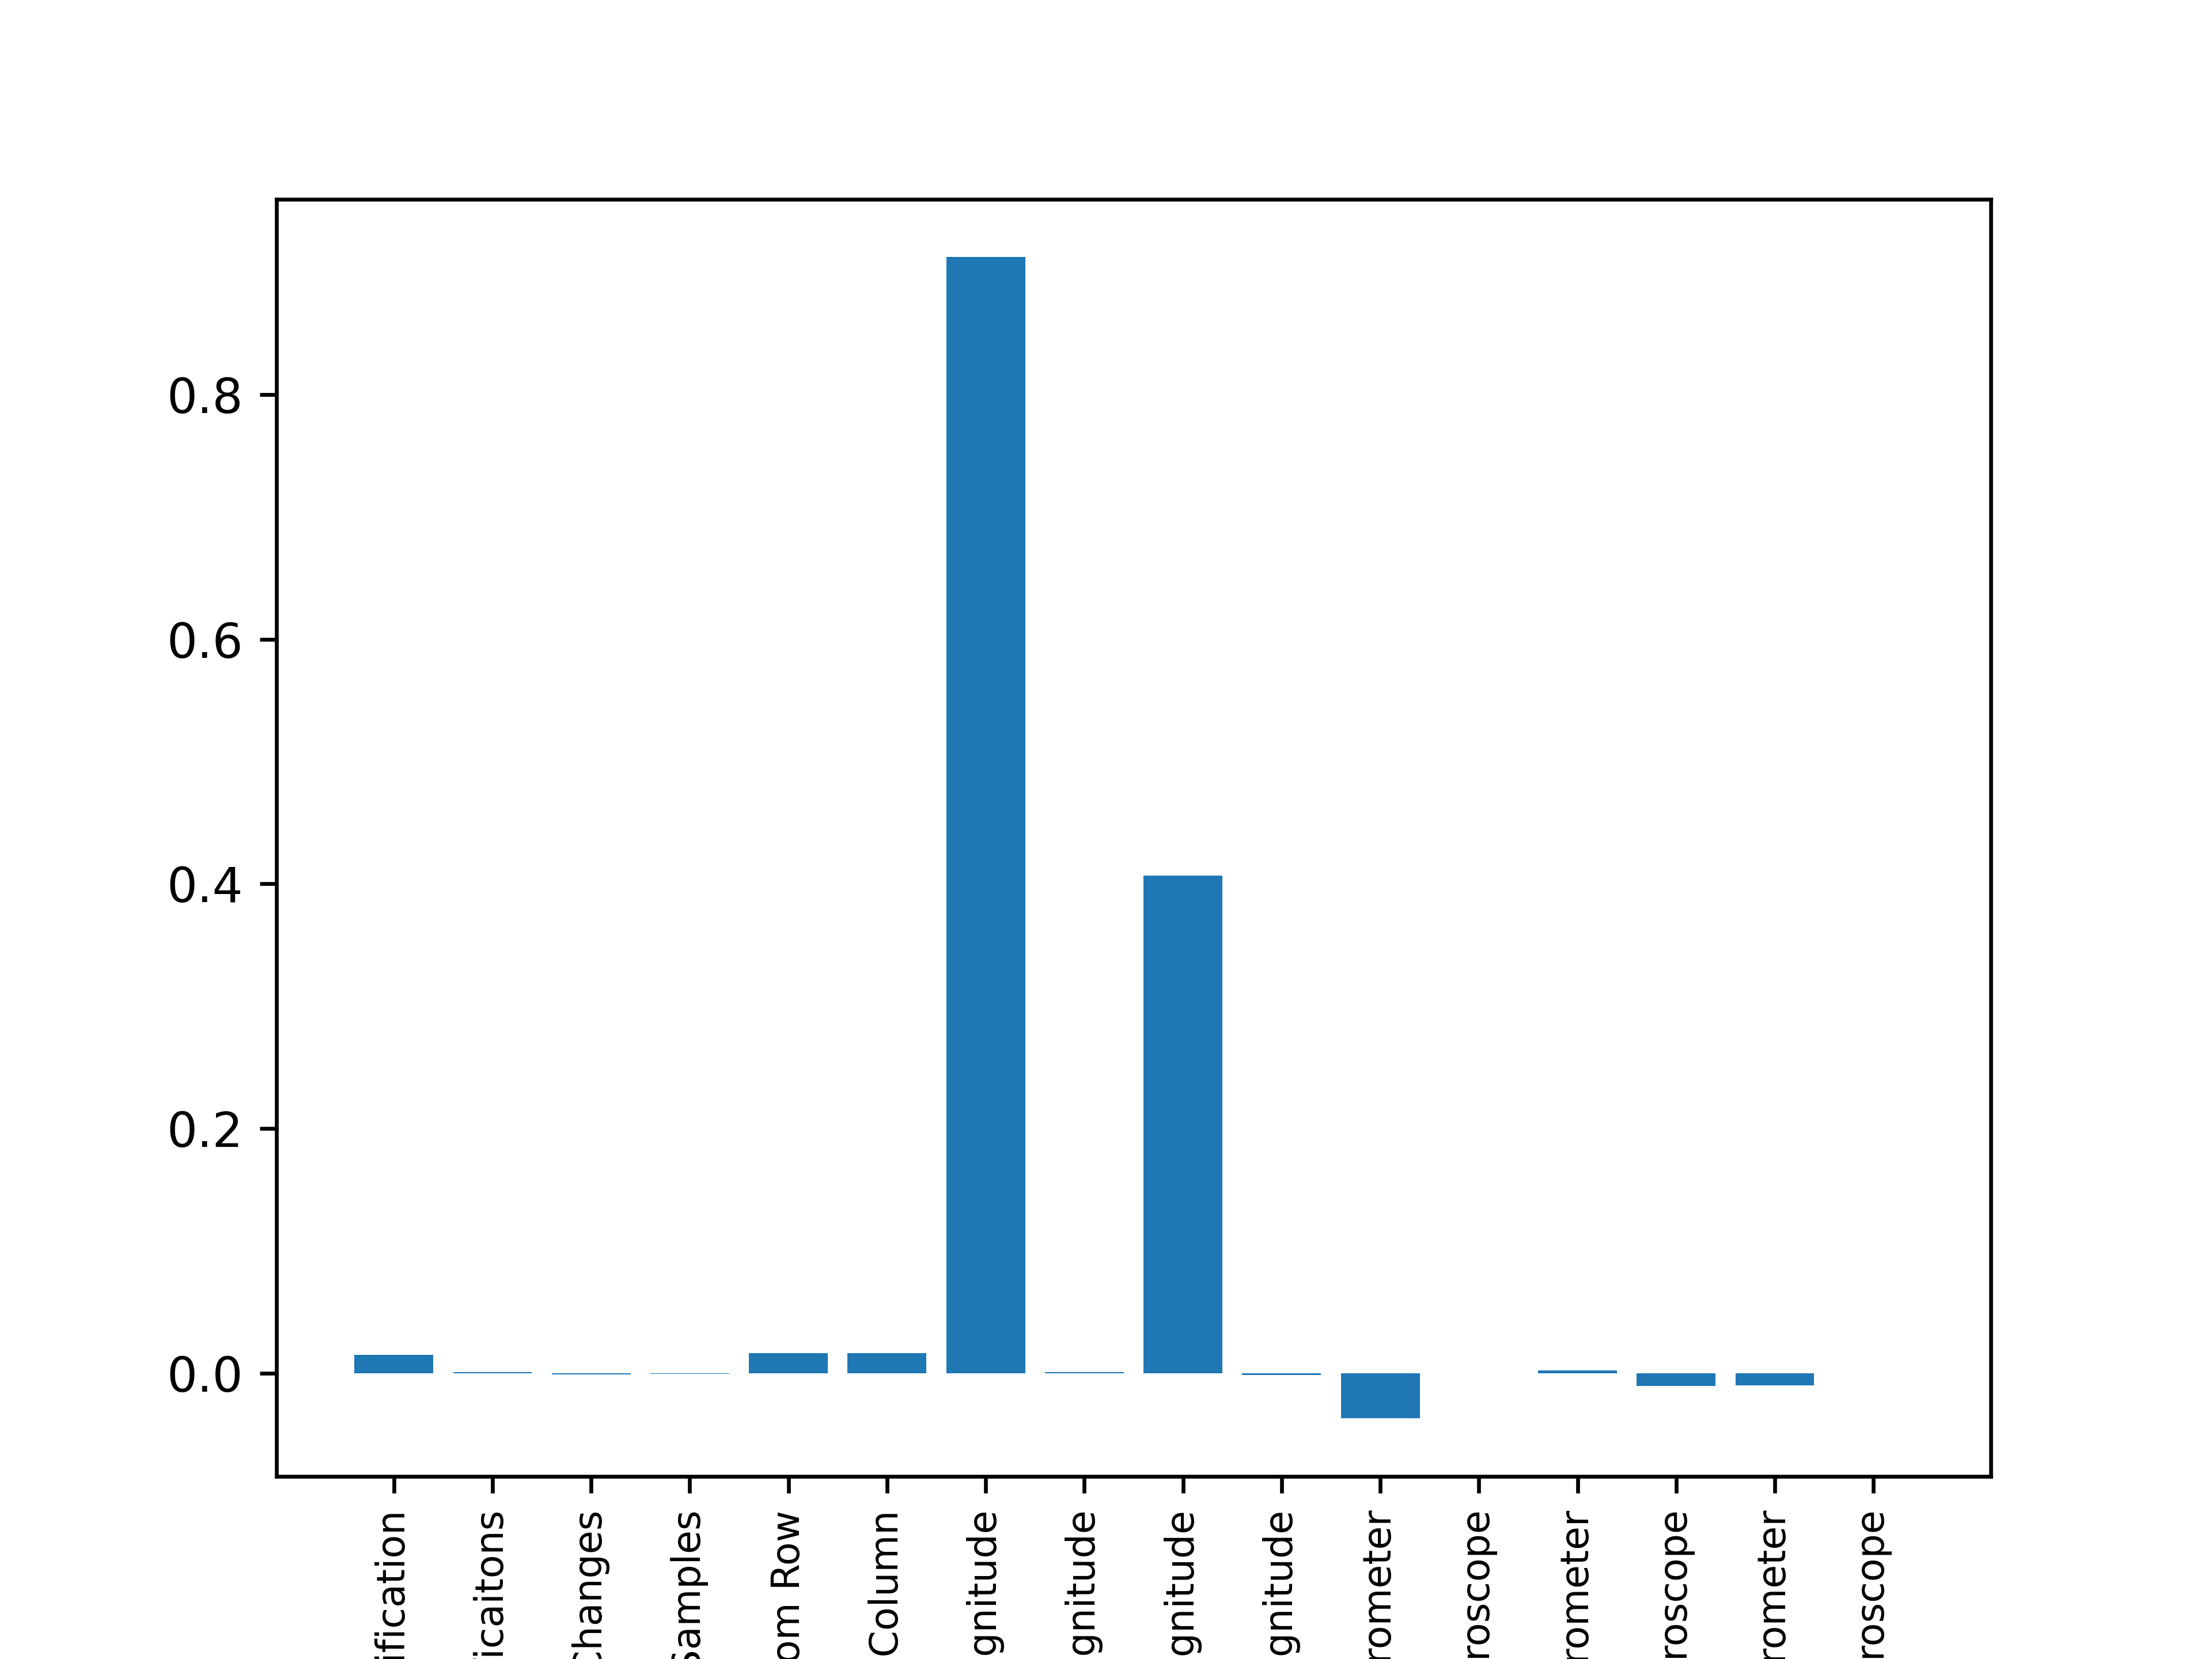 0.8
0.6
0.4
0.2
0.0
ification
icaitons
Changes
Samples
om Row
Column
gnitude
gnitude
gnitude
gnitude
rometer
roscope
rometer
roscope
rometer
roscope